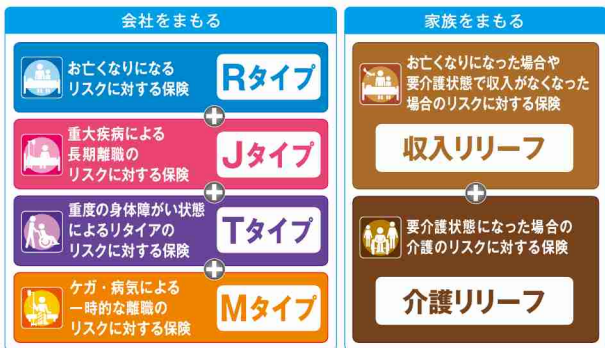 会社をまもる
お亡くなりになる
リスクに対する保険
Rタイプ
重大疾病による
長期離職の
リスクに対する保険
Jタイプ
重度の身体障がい状態
によるリタイアの
リスクに対する保険
Tタイプ
ケガ・病気による
一時的な離職の
リスクに対する保険
Mタイプ
家族をまもる
お亡くなりになった場合や
要介護状態で収入がなくなった
場合のリスクに対する保険
収入リリーフ
要介護状態になった場合の
介護のリスクに対する保険
介護リリーフ